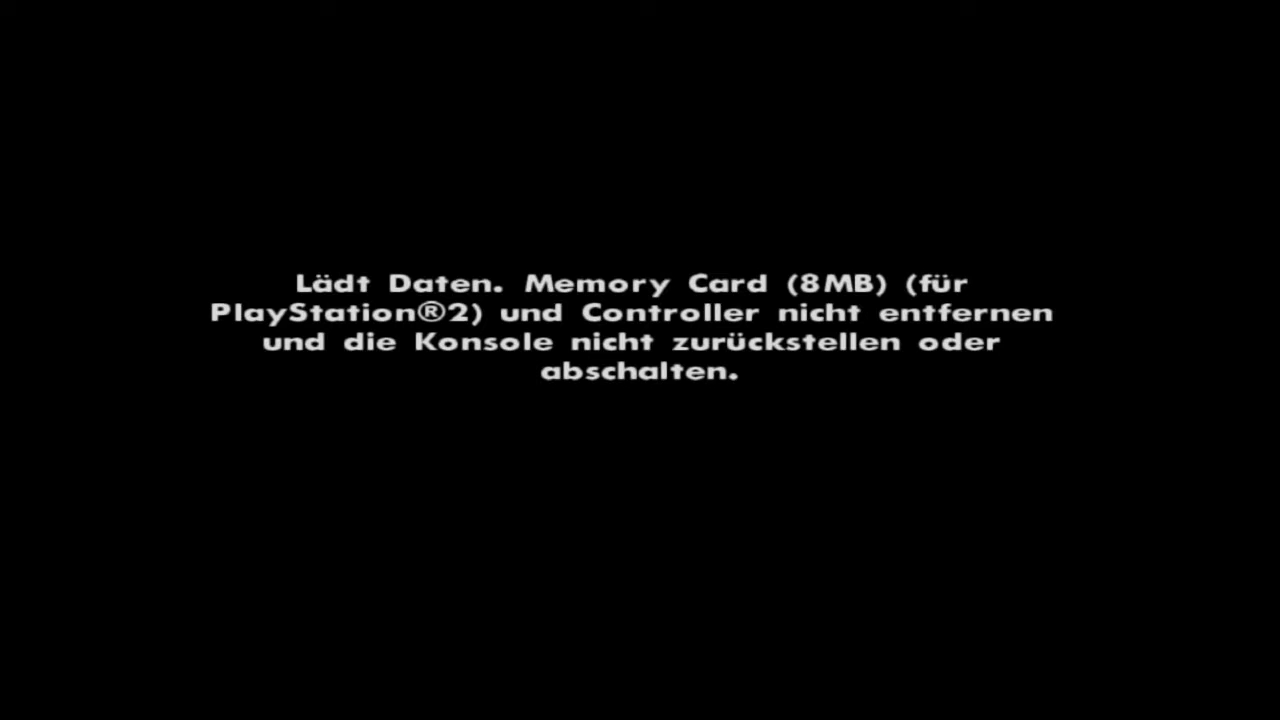 Lädt Daten. Memory Card (8MB) (für
PlayStation®2) und Controller nicht entfernen
und die Konsole nicht zurückstellen oder
abschalten.